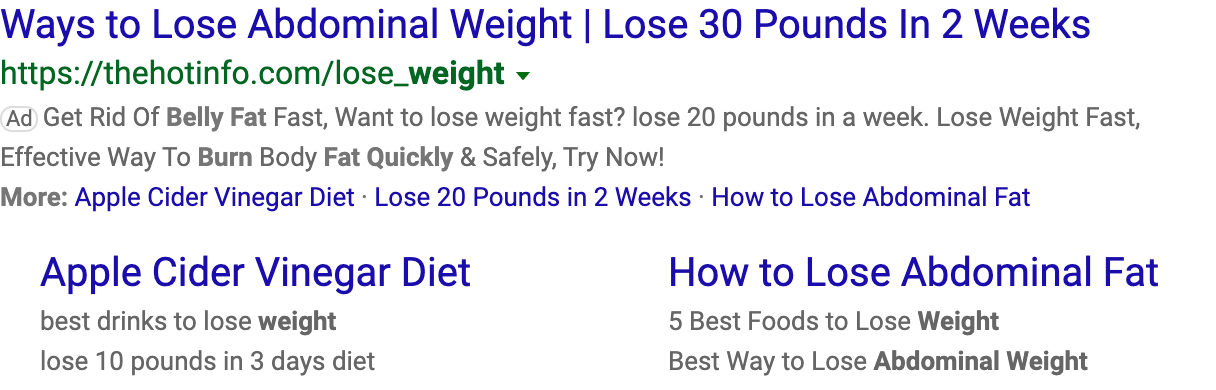 Ways to Lose Abdominal Weight | Lose 30 Pounds In 2 Weeks
https://thehotinfo.com/lose_weight
Ad Get Rid Of Belly Fat Fast, Want to lose weight fast? lose 20 pounds in a week. Lose Weight Fast,
Effective Way To Burn Body Fat Quickly & Safely, Try Now!
More: Apple Cider Vinegar Diet · Lose 20 Pounds in 2 Weeks · How to Lose Abdominal Fat
Apple Cider Vinegar Diet
best drinks to lose weight
lose 10 pounds in 3 days diet
How to Lose Abdominal Fat
5 Best Foods to Lose Weight
Best Way to Lose Abdominal Weight